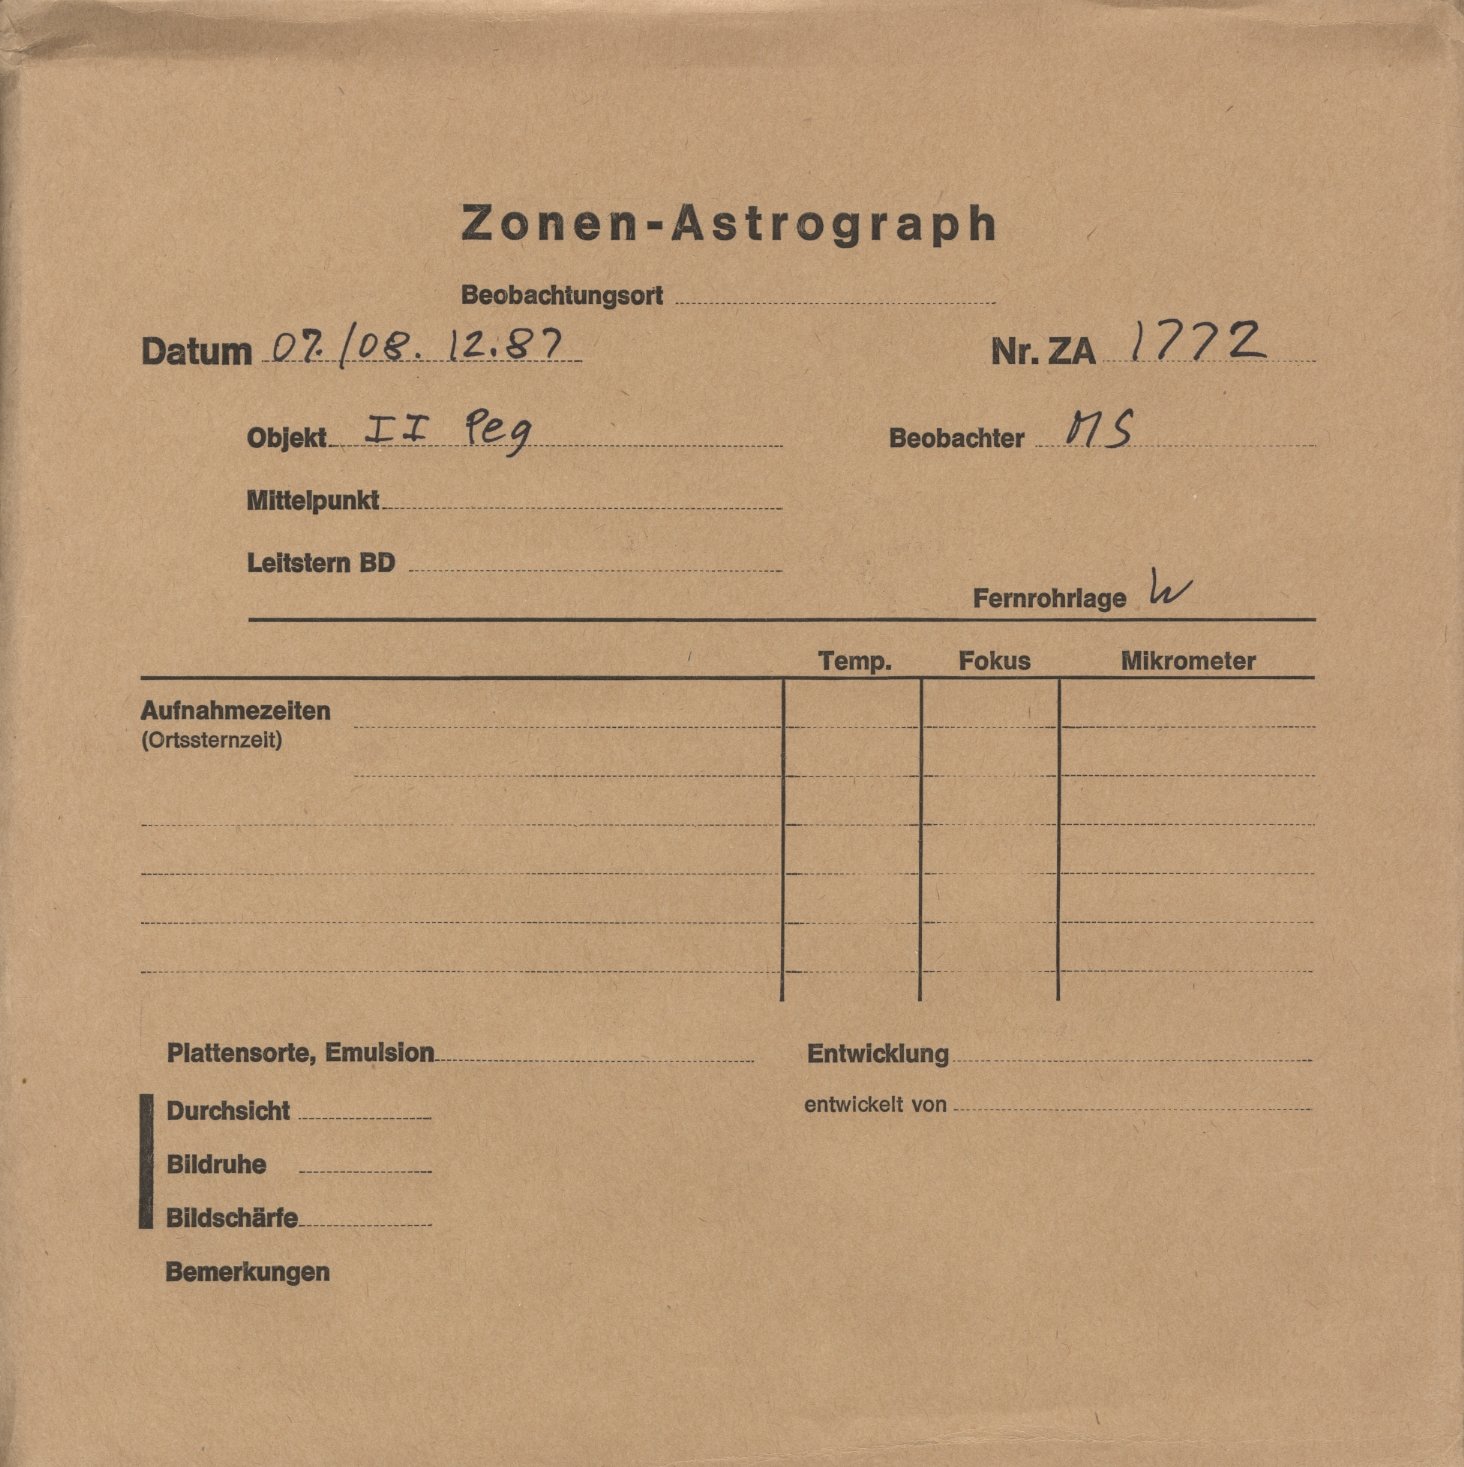 Zonen-Astrograph
Beobachtungsort
Datum 07./08. 12.87 Nr. ZA 1772
Objekt II Peg Beobachter MS
Mittelpunkt
Leitstern BD
Fernrohrlage W
Temp. Fokus Mikrometer
Aufnahmezeiten
(Ortssternzeit)
Plattensorte, Emulsion Entwicklung
Durchsicht entwickelt von
Bildruhe
Bildschärfe
Bemerkungen